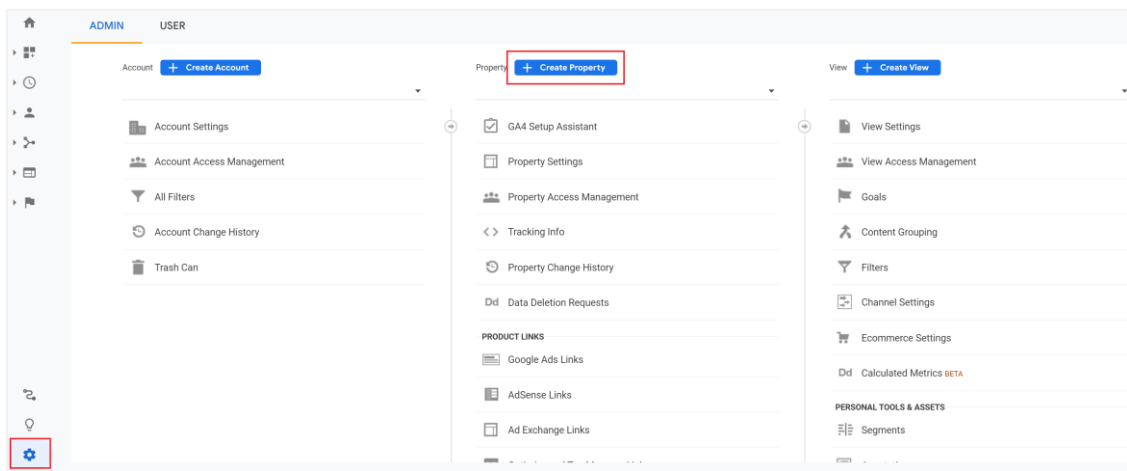 ADMIN USER
Account + Create Account
Account Settings
Account Access Management
All Filters
Account Change History
Trash Can
Property + Create Property
GA4 Setup Assistant
Property Settings
Property Access Management
<> Tracking Info
Property Change History
Dd Data Deletion Requests
PRODUCT LINKS
Google Ads Links
AdSense Links
Ad Exchange Links
View + Create View
View Settings
View Access Management
Goals
Content Grouping
Filters
Channel Settings
Ecommerce Settings
Dd Calculated Metrics BETA
PERSONAL TOOLS & ASSETS
Segments